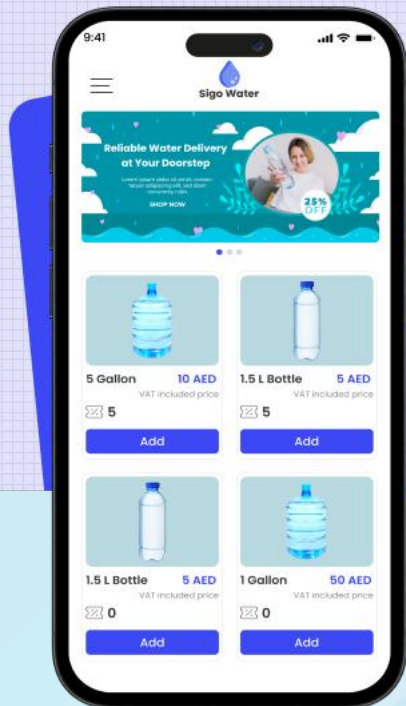 9:41
Sigo Water
Reliable Water Delivery
at Your Doorstep
SHOP NOW
25%
OFF
5 Gallon
10 AED
VAT included price
5
Add
1.5 L Bottle
5 AED
VAT included price
5
Add
1.5 L Bottle
5 AED
VAT included price
0
Add
1 Gallon
50 AED
VAT included price
0
Add